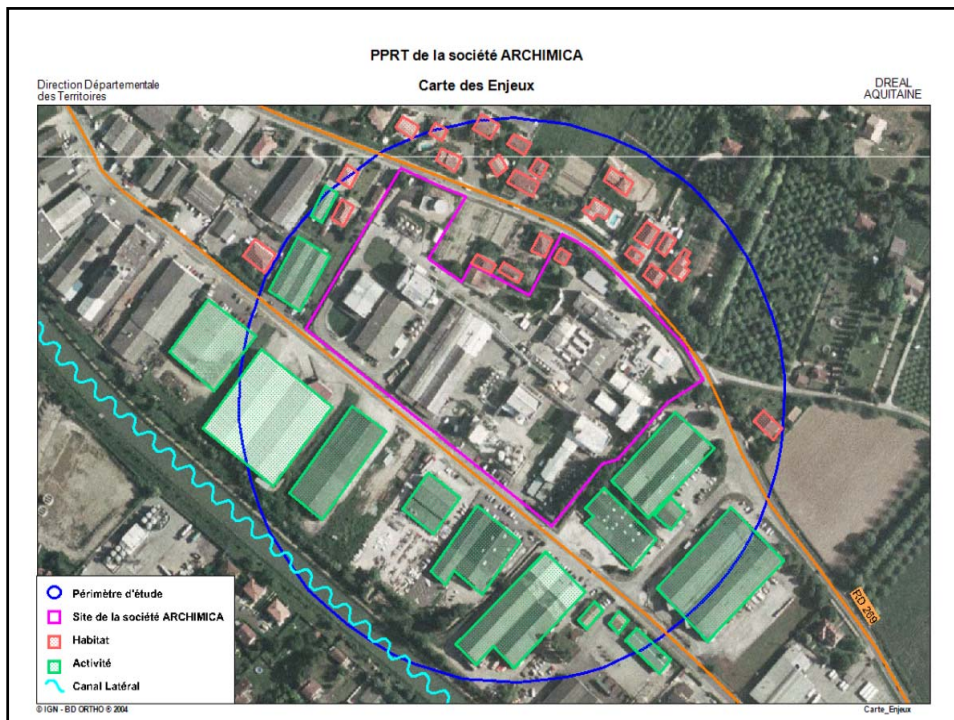 PPRT de la société ARCHIMICA
Direction Départementale
des Territoires
Carte des Enjeux
DREAL
AQUITAINE
RD 269
Périmètre d'étude
Site de la société ARCHIMICA
Habitat
Activité
Canal Latéral
© IGN - BD ORTHO ® 2004
Carte_Enjeux